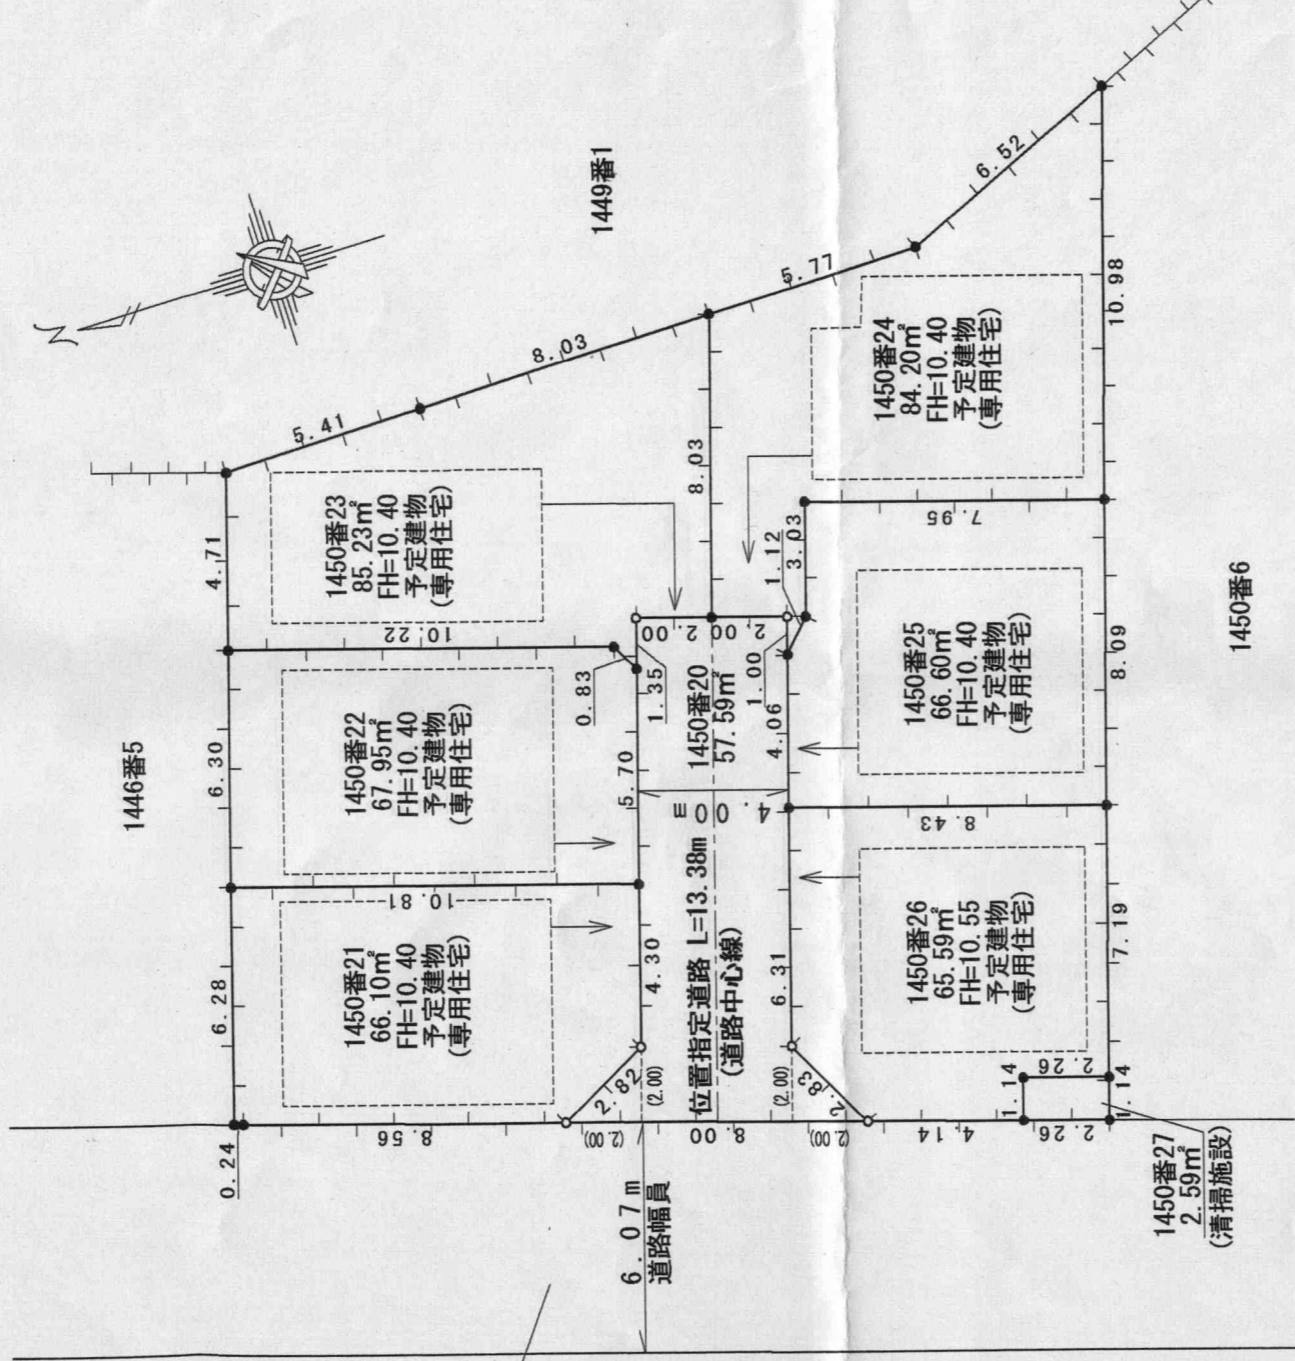 1449番1
6.52
5.77
8.03
5.41
4.71
1450番23
85.23㎡
FH=10.40
予定建物
(専用住宅)
10.22
8.03
1450番24
84.20㎡
FH=10.40
予定建物
(専用住宅)
10.98
7.95
3.03
1.12
2.00
2.00
1.00
0.83
1.35
1446番5
6.30
1450番22
67.95㎡
FH=10.40
予定建物
(専用住宅)
5.70
1450番20
57.59㎡
4.06
4.00m
1450番25
66.60㎡
FH=10.40
予定建物
(専用住宅)
8.09
8.43
1450番6
10.81
6.28
1450番21
66.10㎡
FH=10.40
予定建物
(専用住宅)
4.30
位置指定道路 L=13.38m
(道路中心線)
6.31
1450番26
65.59㎡
FH=10.55
予定建物
(専用住宅)
7.19
2.82
(2.00)
(2.00)
8.00
(2.00)
(2.00)
2.83
0.24
8.56
4.14
1.14
2.26
2.26
1.14
6.07m
道路幅員
1450番27
2.59㎡
(清掃施設)